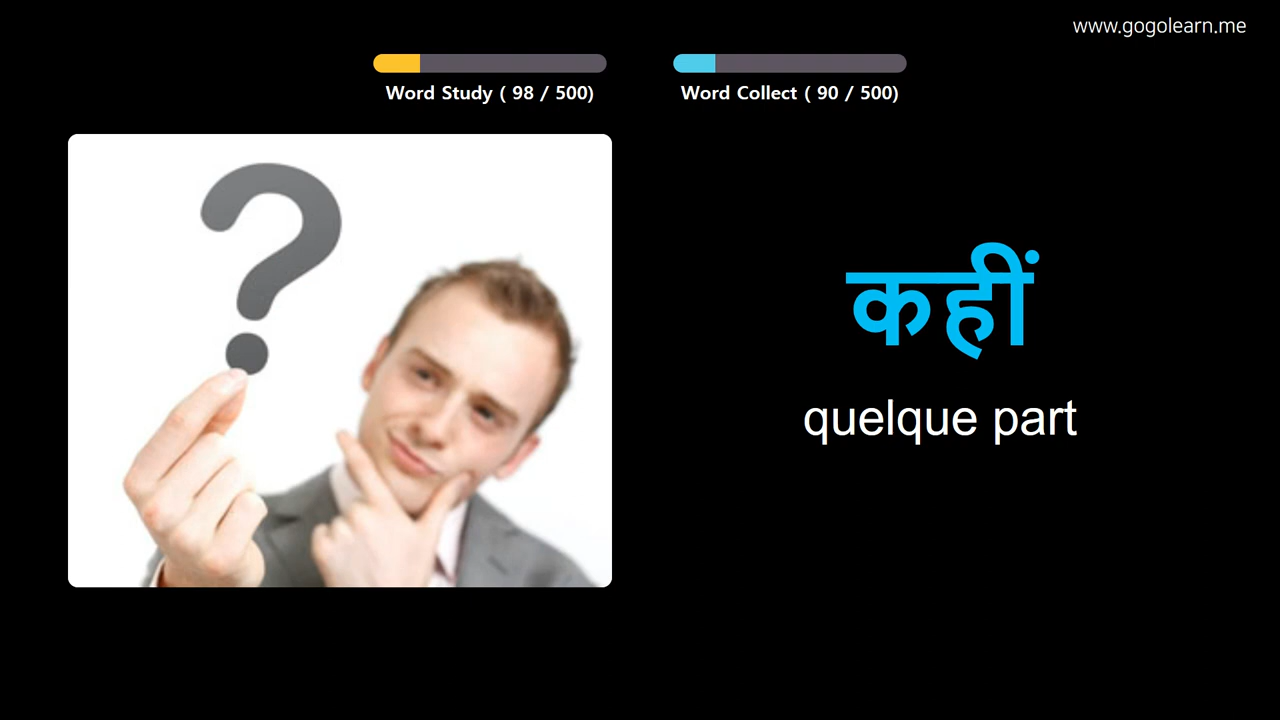 www.gogolearn.me
Word Study ( 98 / 500)
Word Collect ( 90 / 500)
कहीं
quelque part